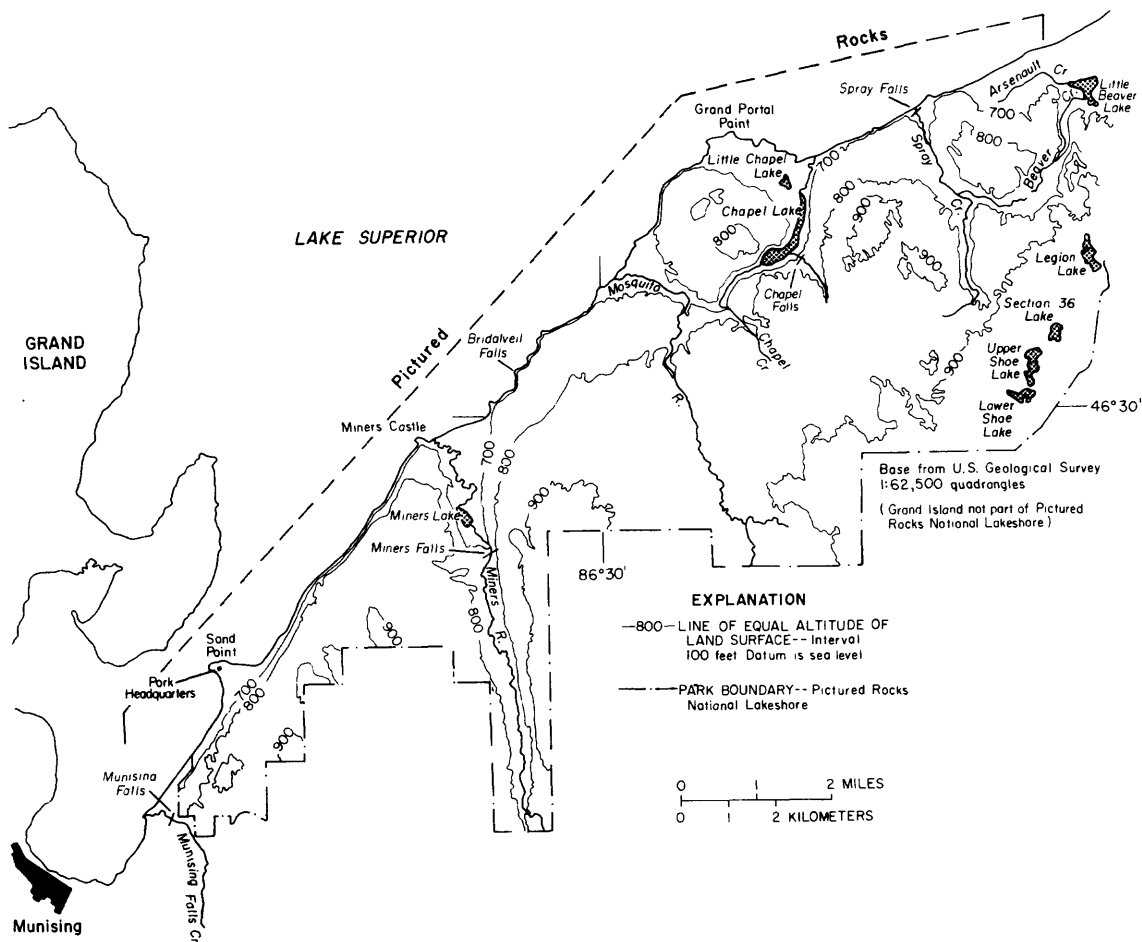 Rocks
Arsenault Cr
Little
Beaver
Lake
Cr.
Spray Falls
700
Grand Portal
Paint
800
Little Chapel
Lake
700
Spray
Beaver
800
900
Chapel Lake
Cr.
800
LAKE SUPERIOR
900
Legion
Lake
Mosquito
Chapel
Falls
Section 36
Lake
GRAND
ISLAND
Pictured
Bridalveil
Falls
Chapel
Cr
900
Upper
Shoe
Lake
R.
46°30'
Lower
Shoe
Lake
Miners Castle
700
800
Base from U.S. Geological Survey
1:62,500 quadrangles
900
(Grand Island not part of Pictured
Rocks National Lakeshore)
Miners Lake
Miners Falls
86°30'
Miners
R.
800
EXPLANATION
—800—LINE OF EQUAL ALTITUDE OF
LAND SURFACE-- Interval
100 feet Datum is sea level
900
Sand
Point
Park
Headquarters
700
800
PARK BOUNDARY-- Pictured Rocks
National Lakeshore
900
Munising
Falls
0 1 2 MILES
0 1 2 KILOMETERS
Munising Falls Cr
Munising